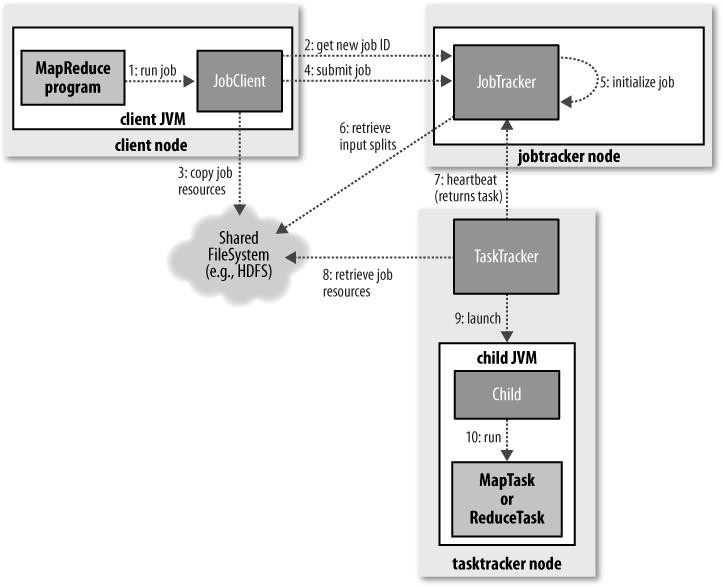 MapReduce
program
1: run job
JobClient
client JVM
client node
2: get new job ID
4: submit job
JobTracker
5: initialize job
jobtracker node
3: copy job
resources
6: retrieve
input splits
7: heartbeat
(returns task)
Shared
FileSystem
(e.g., HDFS)
8: retrieve job
resources
TaskTracker
9: launch
child JVM
Child
10: run
MapTask
or
ReduceTask
tasktracker node